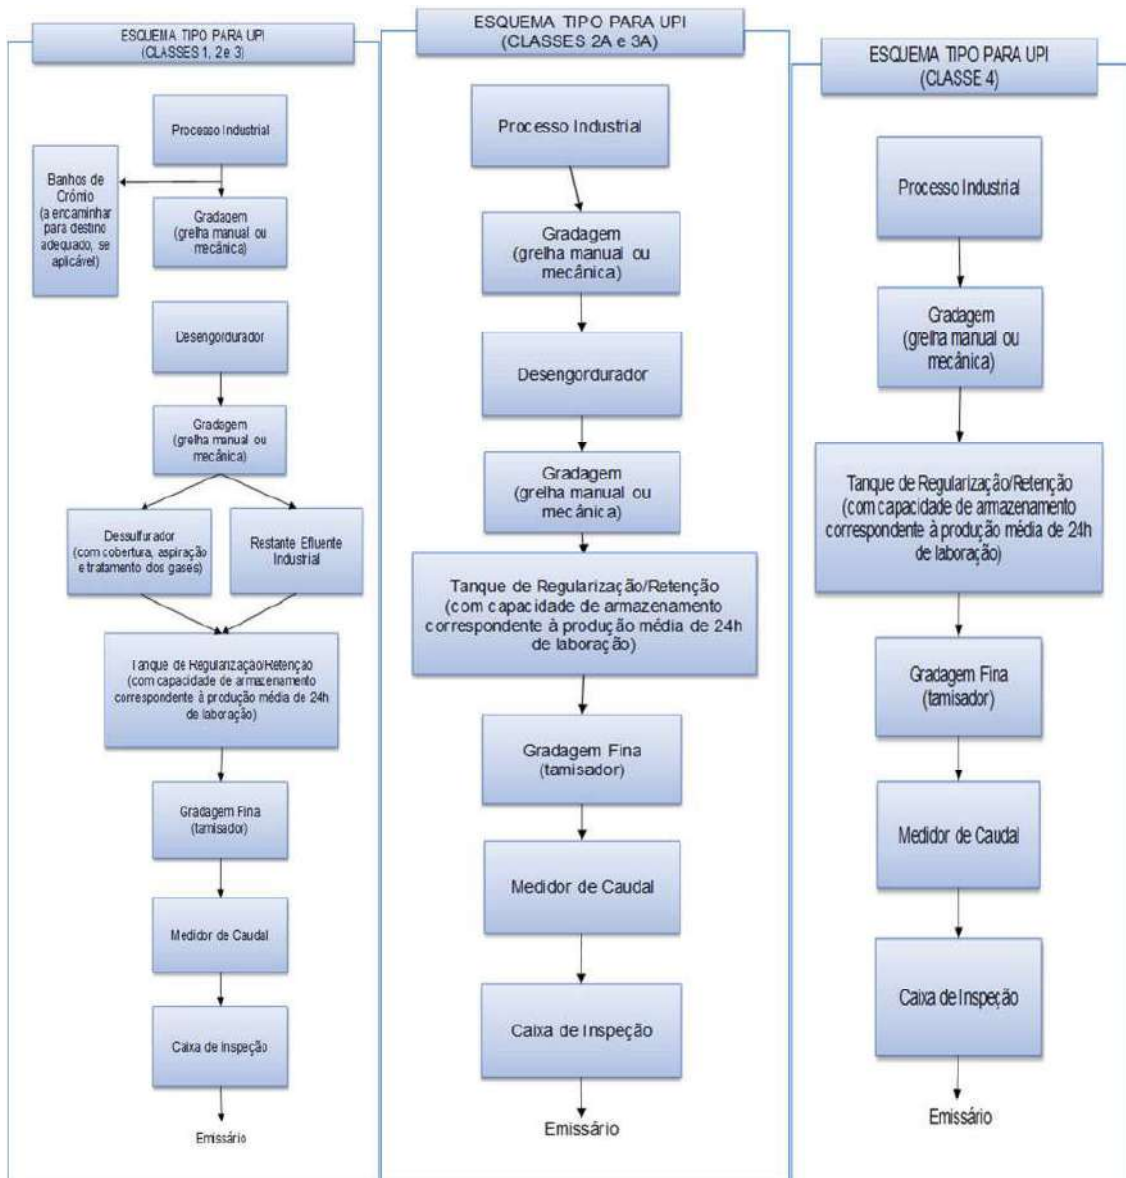 ESQUEMA TIPO PARA UPI
(CLASSES 1, 2 e 3)
Processo Industrial
Banhos de
Crómio
(a encaminhar
para destino
adequado, se
aplicável)
Gradagem
(grelha manual ou
mecânica)
Desengordurador
Gradagem
(grelha manual ou
mecânica)
Dessulfurador
(com cobertura, aspiração
e tratamento dos gases)
Restante Efluente
Industrial
Tanque de Regularização/Retenção
(com capacidade de armazenamento
correspondente à produção média de 24h
de laboração)
Gradagem Fina
(tamisador)
Medidor de Caudal
Caixa de Inspeção
Emissário
ESQUEMA TIPO PARA UPI
(CLASSES 2A e 3A)
Processo Industrial
Gradagem
(grelha manual ou
mecânica)
Desengordurador
Gradagem
(grelha manual ou
mecânica)
Tanque de Regularização/Retenção
(com capacidade de armazenamento
correspondente à produção média de 24h
de laboração)
Gradagem Fina
(tamisador)
Medidor de Caudal
Caixa de Inspeção
Emissário
ESQUEMA TIPO PARA UPI
(CLASSE 4)
Processo Industrial
Gradagem
(grelha manual ou
mecânica)
Tanque de Regularização/Retenção
(com capacidade de armazenamento
correspondente à produção média de 24h
de laboração)
Gradagem Fina
(tamisador)
Medidor de Caudal
Caixa de Inspeção
Emissário